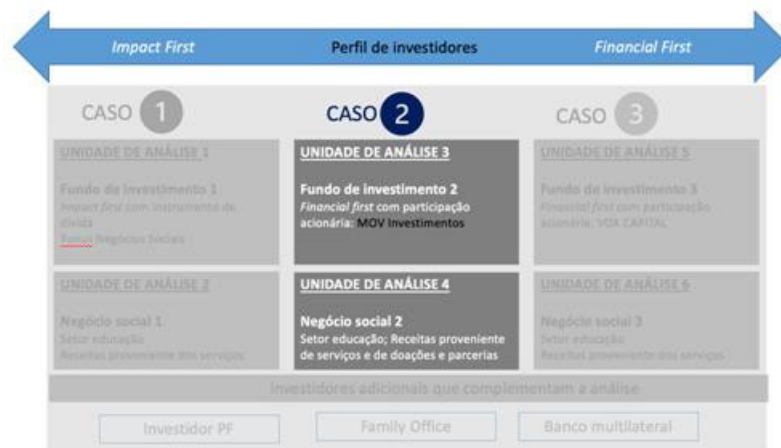 Impact First Perfil de investidores Financial First
CASO 1
CASO 2
CASO 3
UNIDADE DE ANÁLISE 1
Fundo de investimento 1
Impact first com instrumento de
dívida
Yunus Negócios Sociais
UNIDADE DE ANÁLISE 3
Fundo de investimento 2
Financial first com participação
acionária: MOV Investimentos
UNIDADE DE ANÁLISE 5
Fundo de investimento 3
Financial first com participação
acionária: VOX CAPITAL
UNIDADE DE ANÁLISE 2
Negócio social 1
Setor educação
Receitas proveniente dos serviços
UNIDADE DE ANÁLISE 4
Negócio social 2
Setor educação; Receitas proveniente
de serviços e de doações e parcerias
UNIDADE DE ANÁLISE 6
Negócio social 3
Setor educação
Receitas proveniente dos serviços
Investidores adicionais que complementam a análise
Investidor PF
Family Office
Banco multilateral